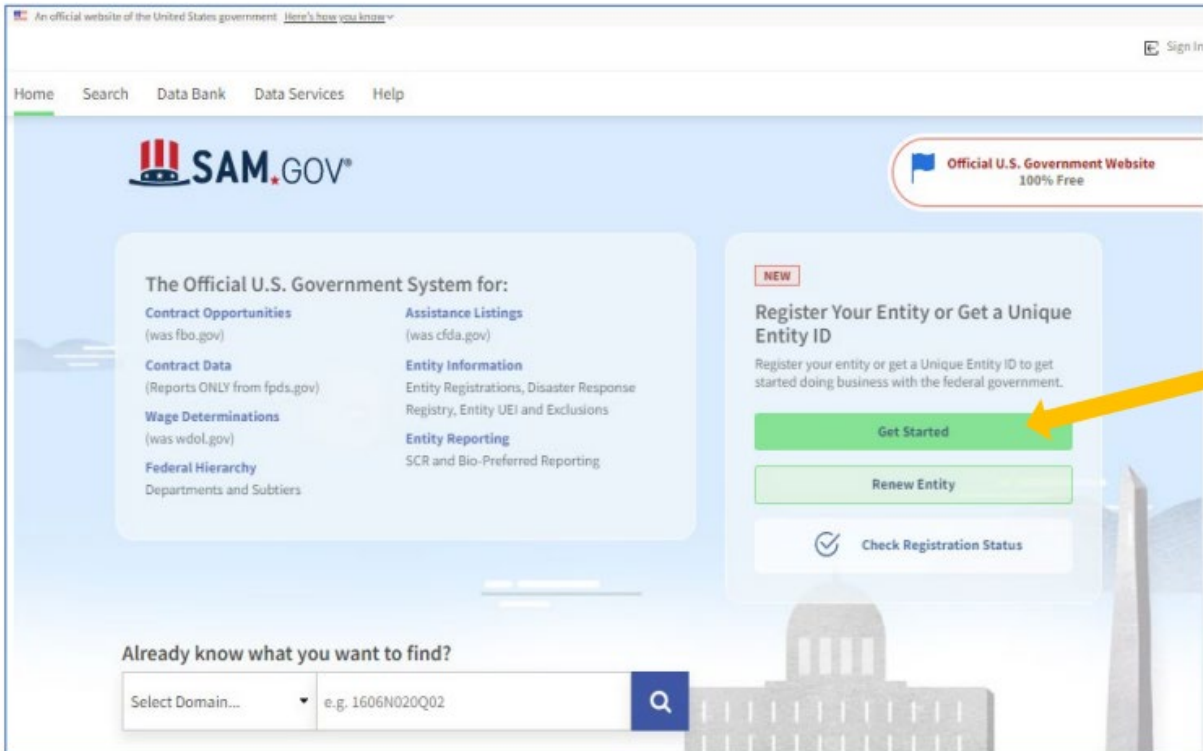 An official website of the United States government Here's how you know
Sign In
Home Search Data Bank Data Services Help
SAM.GOV®
Official U.S. Government Website
100% Free
The Official U.S. Government System for:
Contract Opportunities
(was fbo.gov)
Contract Data
(Reports ONLY from fpds.gov)
Wage Determinations
(was wdol.gov)
Federal Hierarchy
Departments and Subtiers
Assistance Listings
(was cfda.gov)
Entity Information
Entity Registrations, Disaster Response
Registry, Entity UEI and Exclusions
Entity Reporting
SCR and Bio-Preferred Reporting
NEW
Register Your Entity or Get a Unique
Entity ID
Register your entity or get a Unique Entity ID to get
started doing business with the federal government.
Get Started
Renew Entity
Check Registration Status
Already know what you want to find?
Select Domain... e.g. 1606N020Q02